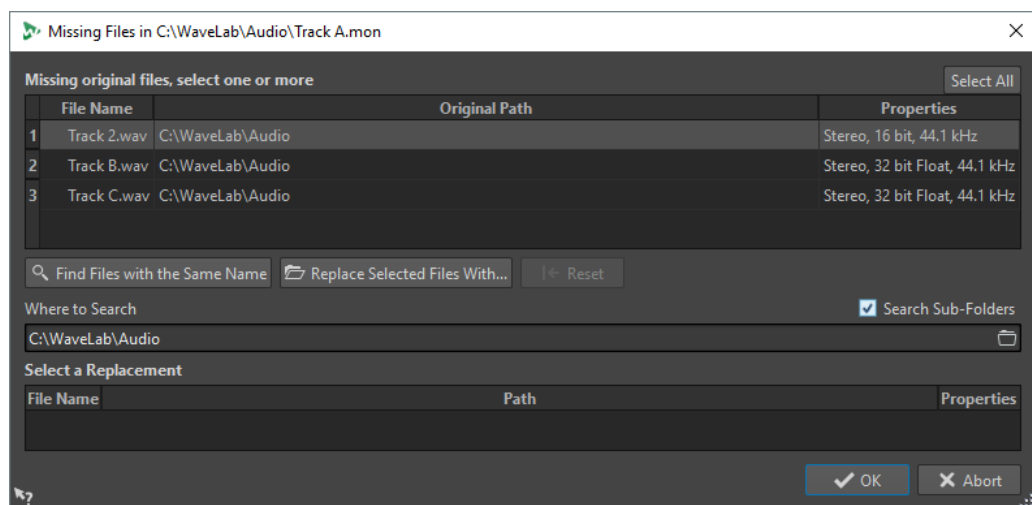 Missing Files in C:\WaveLab\Audio\Track A.mon
Missing original files, select one or more Select All
File Name Original Path Properties
1 Track 2.wav C:\WaveLab\Audio Stereo, 16 bit, 44.1 kHz
2 Track B.wav C:\WaveLab\Audio Stereo, 32 bit Float, 44.1 kHz
3 Track C.wav C:\WaveLab\Audio Stereo, 32 bit Float, 44.1 kHz
Find Files with the Same Name Replace Selected Files With... Reset
Where to Search Search Sub-Folders
C:\WaveLab\Audio
Select a Replacement
File Name Path Properties
OK Abort